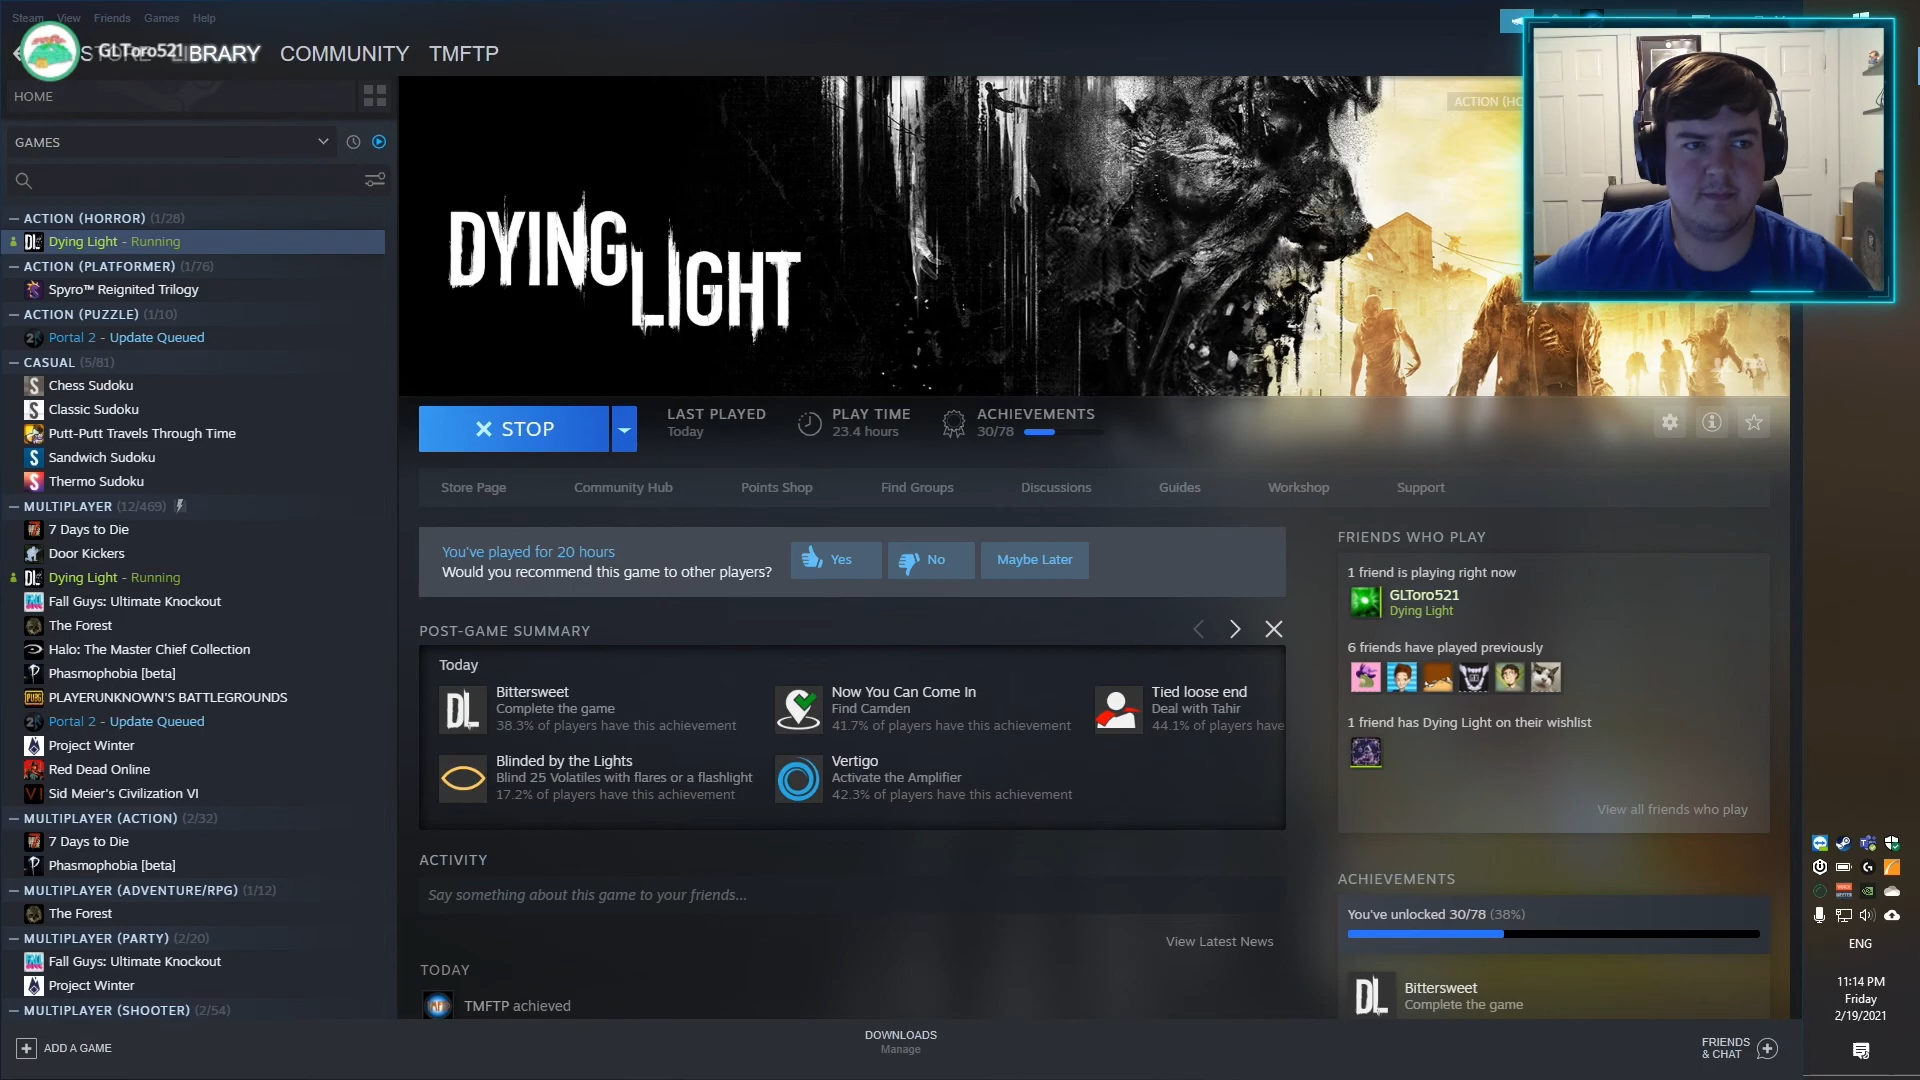 Steam View Friends Games Help
GLToro521
STORE LIBRARY COMMUNITY TMFTP
HOME
GAMES
ACTION (HORROR) (1/28)
Dying Light - Running
ACTION (PLATFORMER) (1/76)
Spyro™ Reignited Trilogy
ACTION (PUZZLE) (1/10)
Portal 2 - Update Queued
CASUAL (5/81)
Chess Sudoku
Classic Sudoku
Putt-Putt Travels Through Time
Sandwich Sudoku
Thermo Sudoku
MULTIPLAYER (12/469)
7 Days to Die
Door Kickers
Dying Light - Running
Fall Guys: Ultimate Knockout
The Forest
Halo: The Master Chief Collection
Phasmophobia [beta]
PLAYERUNKNOWN'S BATTLEGROUNDS
Portal 2 - Update Queued
Project Winter
Red Dead Online
Sid Meier's Civilization VI
MULTIPLAYER (ACTION) (2/32)
7 Days to Die
Phasmophobia [beta]
MULTIPLAYER (ADVENTURE/RPG) (1/12)
The Forest
MULTIPLAYER (PARTY) (2/20)
Fall Guys: Ultimate Knockout
Project Winter
MULTIPLAYER (SHOOTER) (2/54)
ADD A GAME
ACTION (HO
DYING
LIGHT
STOP
LAST PLAYED
Today
PLAY TIME
23.4 hours
ACHIEVEMENTS
30/78
Store Page Community Hub Points Shop Find Groups Discussions Guides Workshop Support
You've played for 20 hours
Would you recommend this game to other players?
Yes No Maybe Later
POST-GAME SUMMARY
Today
Bittersweet
Complete the game
38.3% of players have this achievement
Now You Can Come In
Find Camden
41.7% of players have this achievement
Tied loose end
Deal with Tahir
44.1% of players have
Blinded by the Lights
Blind 25 Volatiles with flares or a flashlight
17.2% of players have this achievement
Vertigo
Activate the Amplifier
42.3% of players have this achievement
ACTIVITY
Say something about this game to your friends...
View Latest News
TODAY
TMFTP achieved
FRIENDS WHO PLAY
1 friend is playing right now
GLToro521
Dying Light
6 friends have played previously
1 friend has Dying Light on their wishlist
View all friends who play
ACHIEVEMENTS
You've unlocked 30/78 (38%)
Bittersweet
Complete the game
DOWNLOADS
Manage
FRIENDS
& CHAT
ENG
11:14 PM
Friday
2/19/2021